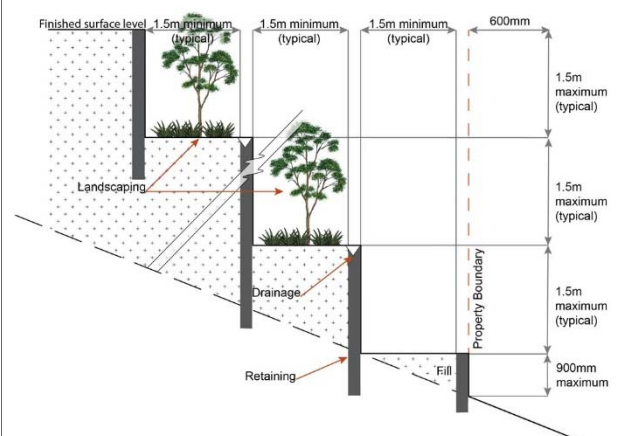 Finished surface level
1.5m minimum
(typical)
1.5m minimum
(typical)
1.5m minimum
(typical)
600mm
1.5m
maximum
(typical)
Landscaping
1.5m
maximum
(typical)
Drainage
Property Boundary
1.5m
maximum
(typical)
Retaining
Fill
900mm
maximum